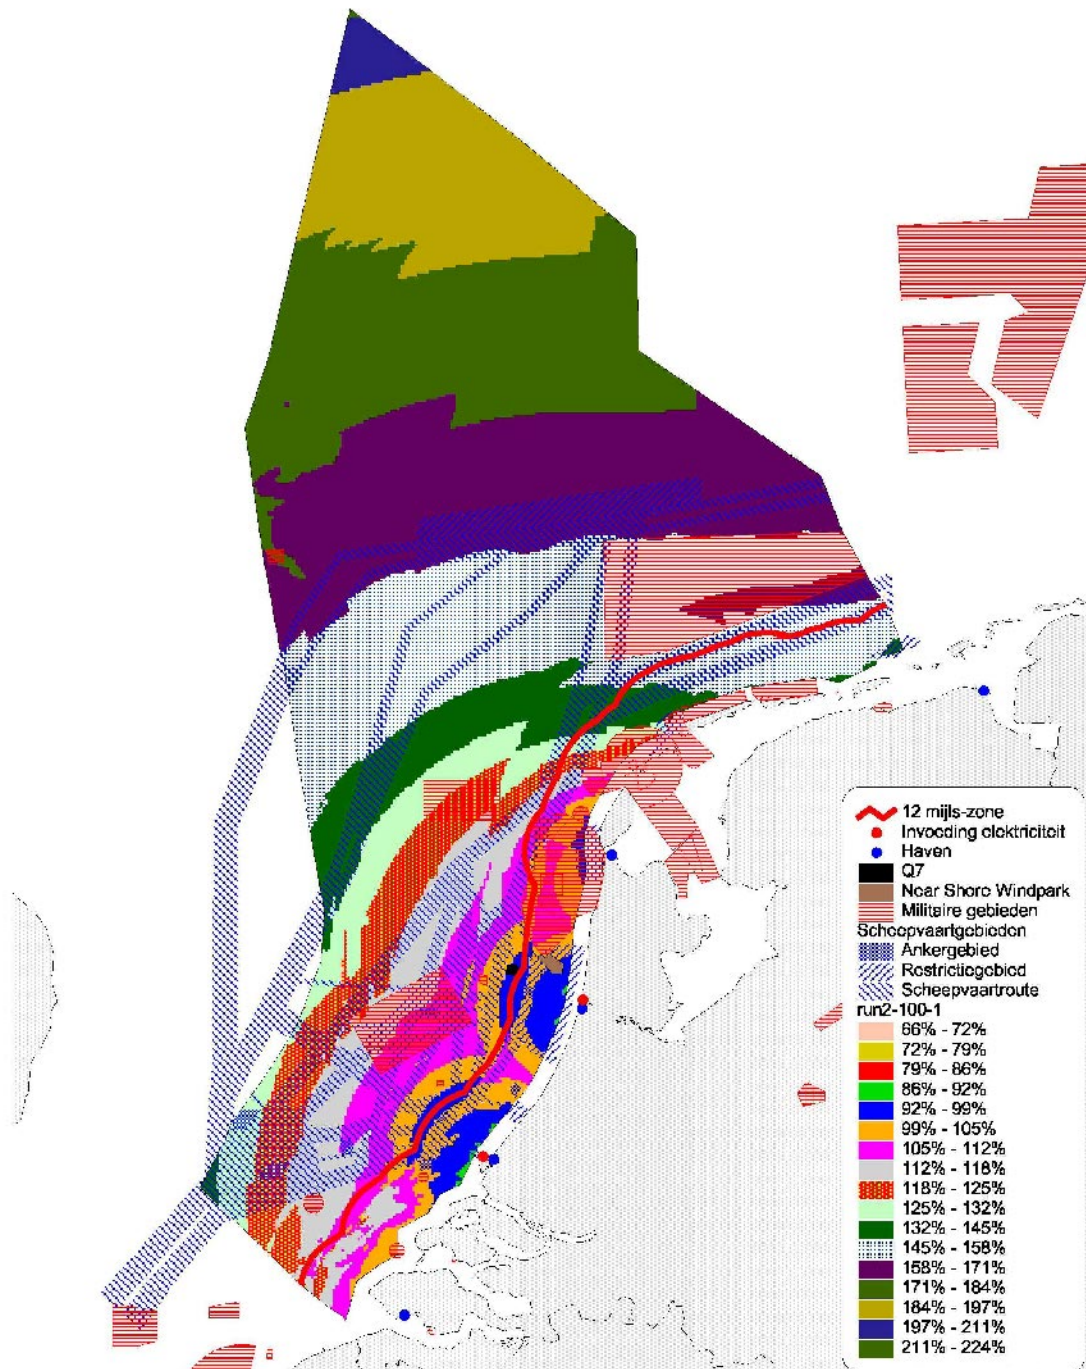 12 mijls-zone
Invoeding elektriciteit
Haven
Q7
Near Shore Windpark
Militaire gebieden
Scheepvaartgebieden
Ankergebied
Restrictiegebied
Scheepvaartroute
run2-100-1
66% - 72%
72% - 79%
79% - 86%
86% - 92%
92% - 99%
99% - 105%
105% - 112%
112% - 118%
118% - 125%
125% - 132%
132% - 145%
145% - 158%
158% - 171%
171% - 184%
184% - 197%
197% - 211%
211% - 224%